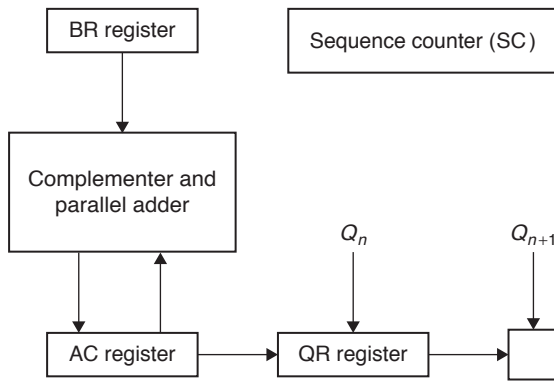 BR register
Sequence counter (SC)
Complementer and
parallel adder
Qn
Qn+1
AC register
QR register